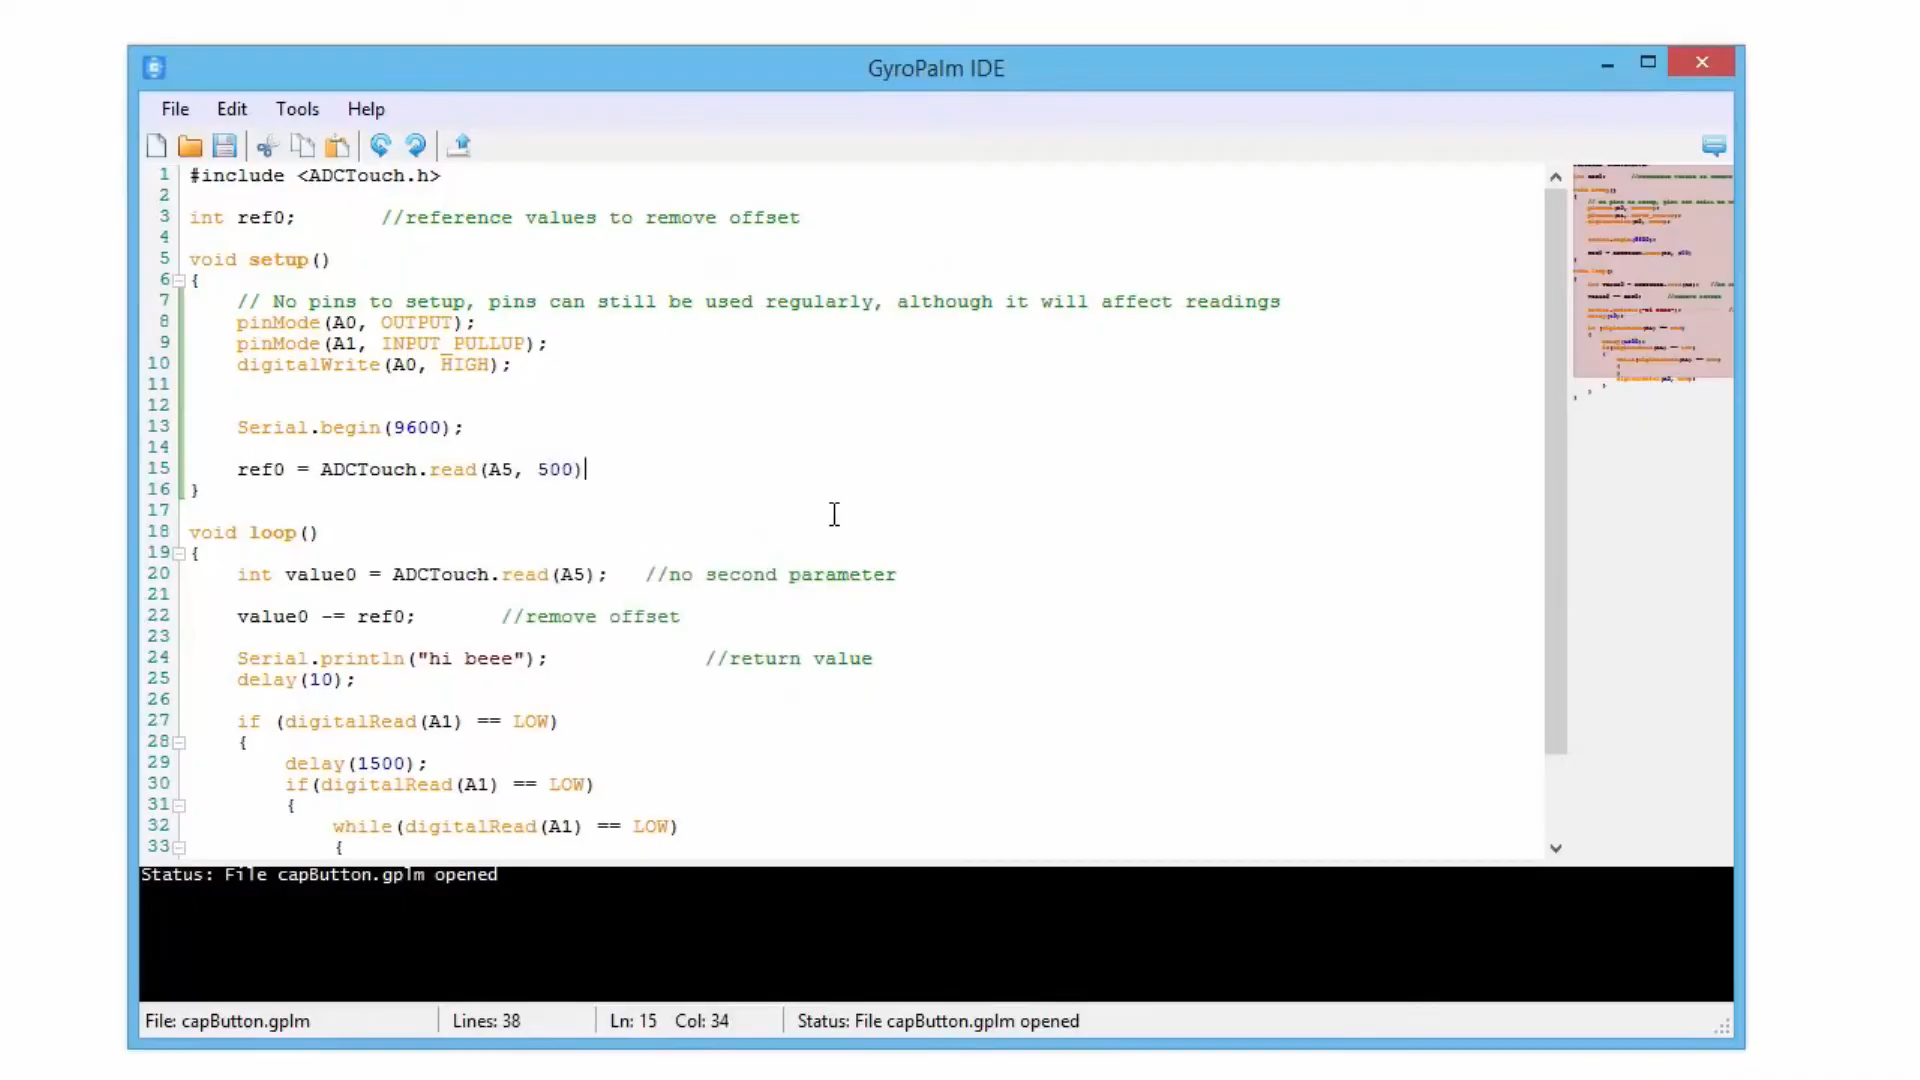 GyroPalm IDE
File Edit Tools Help
1 #include <ADCTouch.h>
2
3 int ref0; //reference values to remove offset
4
5 void setup()
6 {
7 // No pins to setup, pins can still be used regularly, although it will affect readings
8 pinMode(A0, OUTPUT);
9 pinMode(A1, INPUT_PULLUP);
10 digitalWrite(A0, HIGH);
11
12
13 Serial.begin(9600);
14
15 ref0 = ADCTouch.read(A5, 500)
16 }
17
18 void loop()
19 {
20 int value0 = ADCTouch.read(A5); //no second parameter
21
22 value0 -= ref0; //remove offset
23
24 Serial.println("hi beee"); //return value
25 delay(10);
26
27 if (digitalRead(A1) == LOW)
28 {
29 delay(1500);
30 if(digitalRead(A1) == LOW)
31 {
32 while(digitalRead(A1) == LOW)
33 {
Status: File capButton.gplm opened
File: capButton.gplm Lines: 38 Ln: 15 Col: 34 Status: File capButton.gplm opened